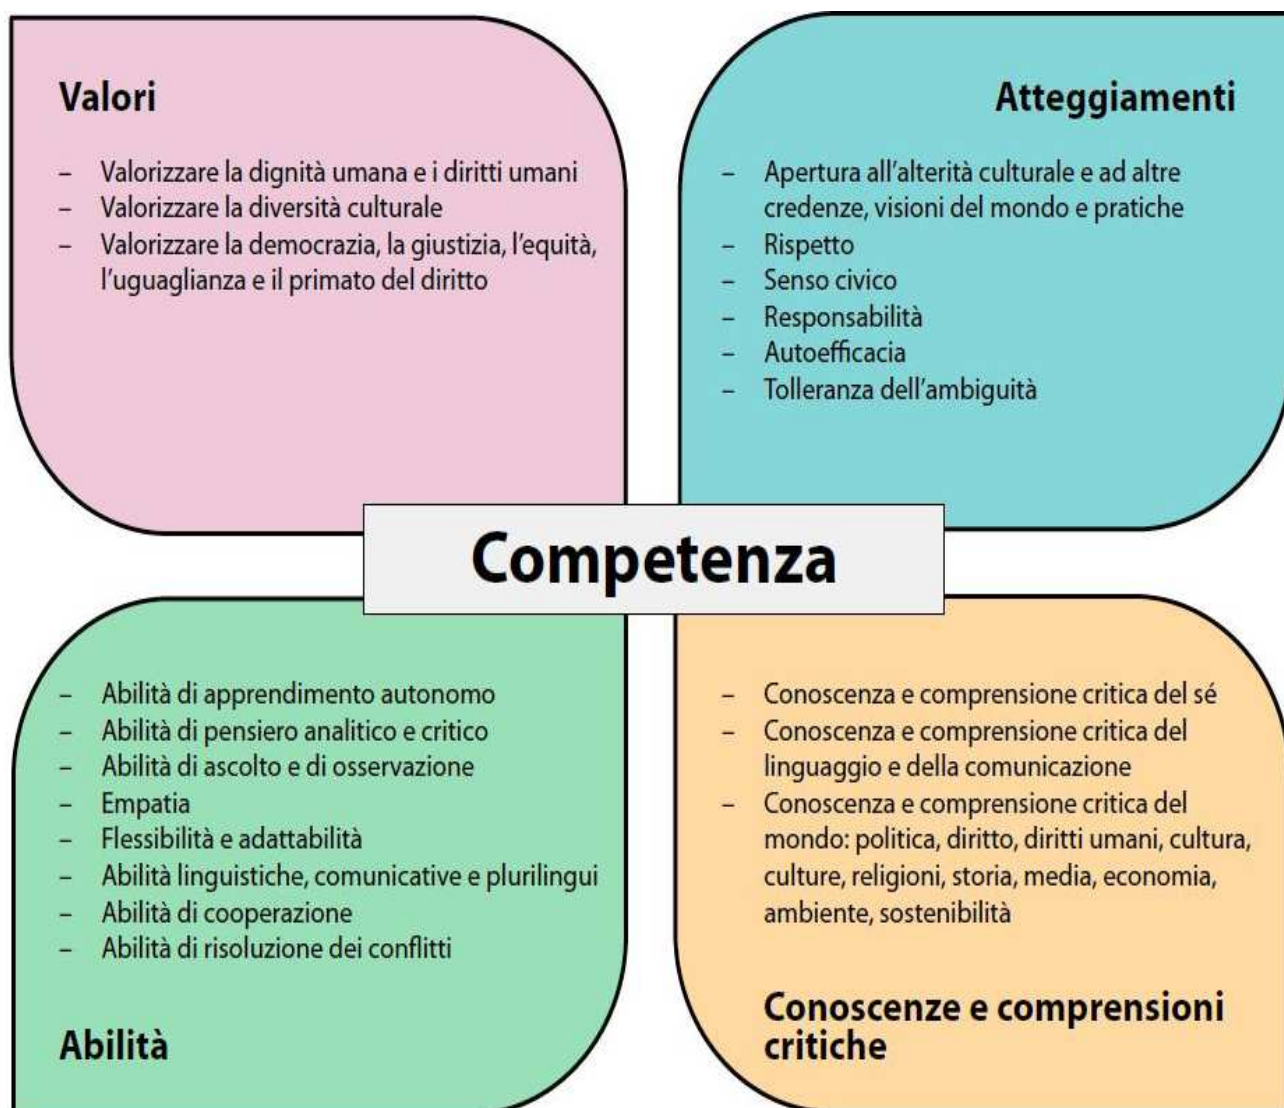 Valori
– Valorizzare la dignità umana e i diritti umani
– Valorizzare la diversità culturale
– Valorizzare la democrazia, la giustizia, l'equità,
l'uguaglianza e il primato del diritto
Atteggiamenti
– Apertura all'alterità culturale e ad altre
credenze, visioni del mondo e pratiche
– Rispetto
– Senso civico
– Responsabilità
– Autoefficacia
– Tolleranza dell'ambiguità
Competenza
– Abilità di apprendimento autonomo
– Abilità di pensiero analitico e critico
– Abilità di ascolto e di osservazione
– Empatia
– Flessibilità e adattabilità
– Abilità linguistiche, comunicative e plurilingui
– Abilità di cooperazione
– Abilità di risoluzione dei conflitti
Abilità
– Conoscenza e comprensione critica del sé
– Conoscenza e comprensione critica del
linguaggio e della comunicazione
– Conoscenza e comprensione critica del
mondo: politica, diritto, diritti umani, cultura,
culture, religioni, storia, media, economia,
ambiente, sostenibilità
Conoscenze e comprensioni
critiche